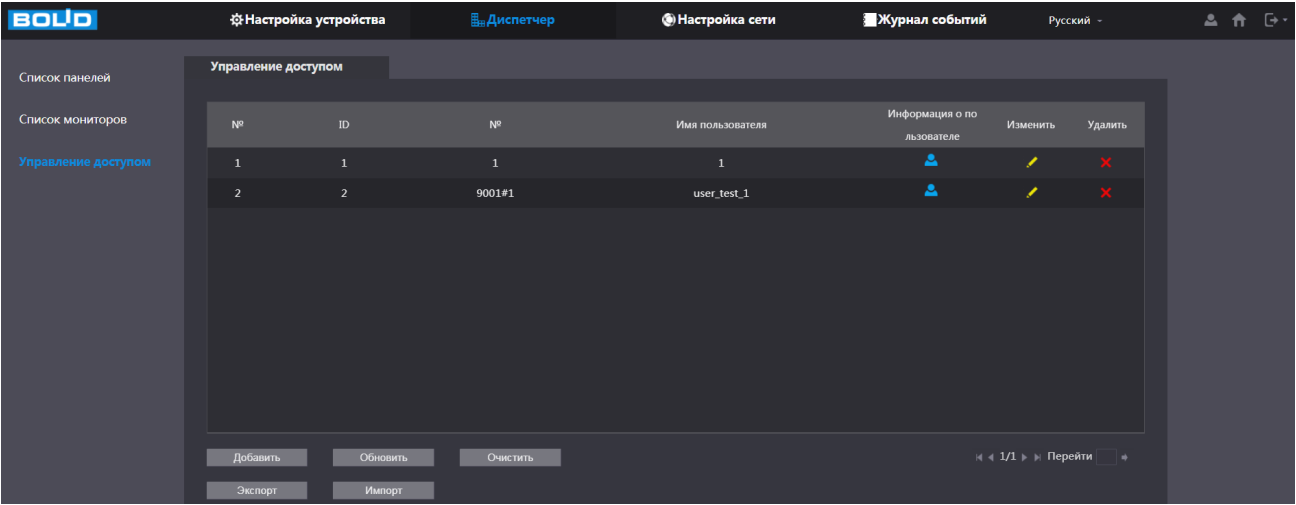 BOLID Настройка устройства Диспетчер Настройка сети Журнал событий Русский
Список панелей
Список мониторов
Управление доступом
Управление доступом
№ ID № Имя пользователя Информация о по
льзователе Изменить Удалить
1 1 1 1
2 2 9001#1 user_test_1
Добавить Обновить Очистить 1/1 Перейти
Экспорт Импорт